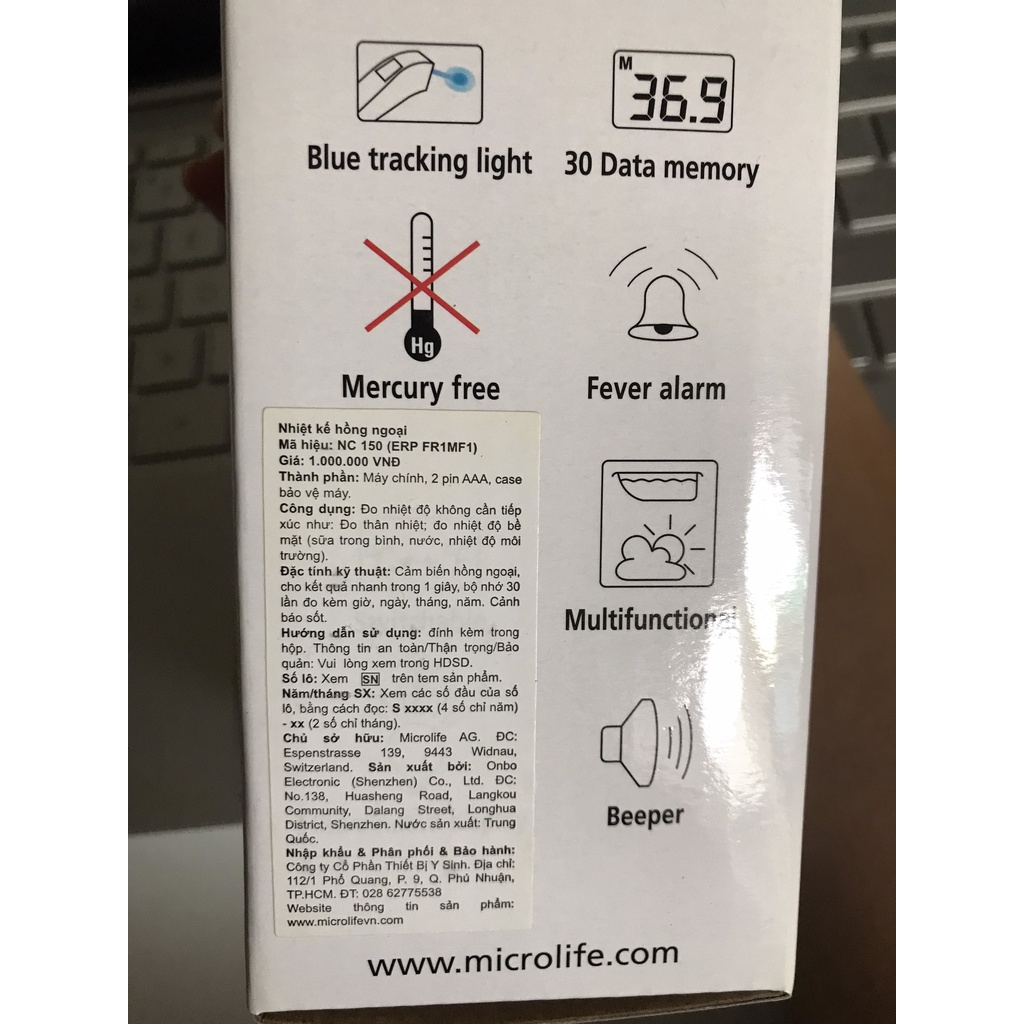 Blue tracking light
M 36.9
30 Data memory
Hg
Mercury free
Fever alarm
Nhiệt kế hồng ngoại
Mã hiệu: NC 150 (ERP FR1MF1)
Giá: 1.000.000 VNĐ
Thành phần: Máy chính, 2 pin AAA, case
bảo vệ máy.
Công dụng: Đo nhiệt độ không cần tiếp
xúc như: Đo thân nhiệt; đo nhiệt độ bề
mặt (sữa trong bình, nước, nhiệt độ môi
trường).
Đặc tính kỹ thuật: Cảm biến hồng ngoại,
cho kết quả nhanh trong 1 giây, bộ nhớ 30
lần đo kèm giờ, ngày, tháng, năm. Cảnh
báo sốt.
Hướng dẫn sử dụng: đính kèm trong
hộp. Thông tin an toàn/Thận trọng/Bảo
quản: Vui lòng xem trong HDSD.
Số lô: Xem SN trên tem sản phẩm.
Năm/tháng SX: Xem các số đầu của số
lô, bằng cách đọc: S xxxx (4 số chỉ năm)
- xx (2 số chỉ tháng).
Chủ sở hữu: Microlife AG. ĐC:
Espenstrasse 139, 9443 Widnau,
Switzerland. Sản xuất bởi: Onbo
Electronic (Shenzhen) Co., Ltd. ĐC:
No.138, Huasheng Road, Langkou
Community, Dalang Street, Longhua
District, Shenzhen. Nước sản xuất: Trung
Quốc.
Nhập khẩu & Phân phối & Bảo hành:
Công ty Cổ Phần Thiết Bị Y Sinh. Địa chỉ:
112/1 Phổ Quang, P. 9, Q. Phú Nhuận,
TP.HCM. ĐT: 028 62775538
Website thông tin sản phẩm:
www.microlifevn.com
Multifunctional
Beeper
www.microlife.com